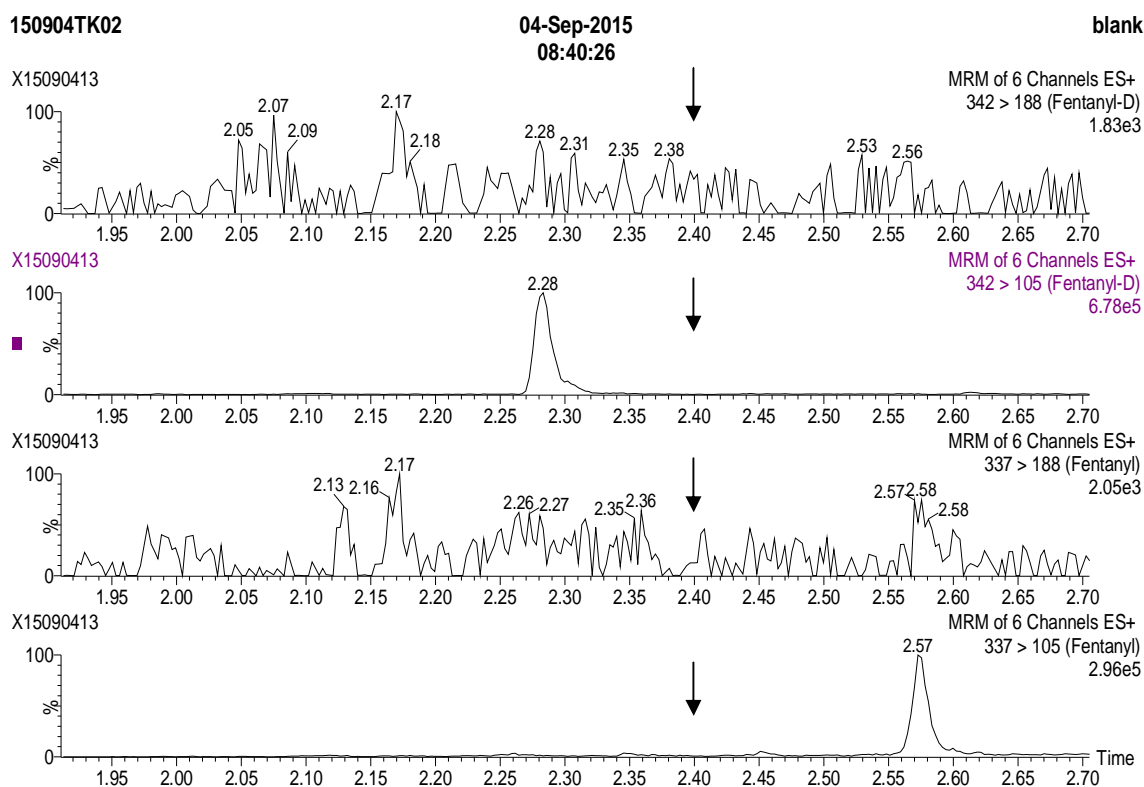 150904TK02 04-Sep-2015 blank
08:40:26
X15090413 MRM of 6 Channels ES+
342 > 188 (Fentanyl-D)
1.83e3
100
%
0
2.05 2.07 2.09 2.17 2.18 2.28 2.31 2.35 2.38 2.53 2.56
1.95 2.00 2.05 2.10 2.15 2.20 2.25 2.30 2.35 2.40 2.45 2.50 2.55 2.60 2.65 2.70
X15090413 MRM of 6 Channels ES+
342 > 105 (Fentanyl-D)
6.78e5
100
%
0
2.28
1.95 2.00 2.05 2.10 2.15 2.20 2.25 2.30 2.35 2.40 2.45 2.50 2.55 2.60 2.65 2.70
X15090413 MRM of 6 Channels ES+
337 > 188 (Fentanyl)
2.05e3
100
%
0
2.13 2.16 2.17 2.26 2.27 2.35 2.36 2.57 2.58 2.58
1.95 2.00 2.05 2.10 2.15 2.20 2.25 2.30 2.35 2.40 2.45 2.50 2.55 2.60 2.65 2.70
X15090413 MRM of 6 Channels ES+
337 > 105 (Fentanyl)
2.96e5
100
%
0
2.57
Time
1.95 2.00 2.05 2.10 2.15 2.20 2.25 2.30 2.35 2.40 2.45 2.50 2.55 2.60 2.65 2.70